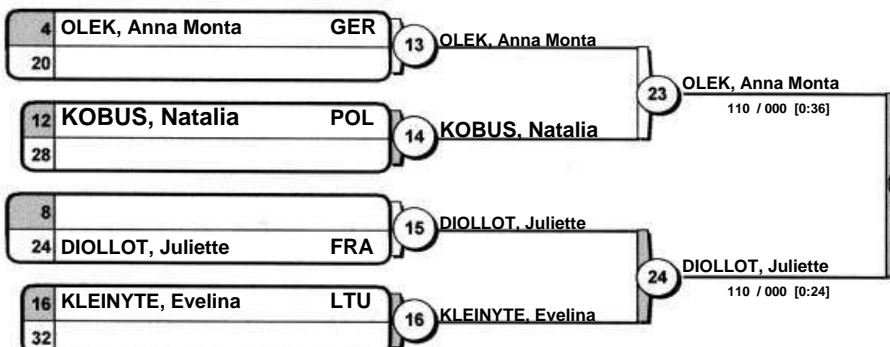 4 OLEK, Anna Monta GER
20
13 OLEK, Anna Monta
12 KOBUS, Natalia POL
28
14 KOBUS, Natalia
23 OLEK, Anna Monta
110 / 000 [0:36]
8
24 DIOLLOT, Juliette FRA
15 DIOLLOT, Juliette
16 KLEINYTE, Evelina LTU
32
16 KLEINYTE, Evelina
24 DIOLLOT, Juliette
110 / 000 [0:24]